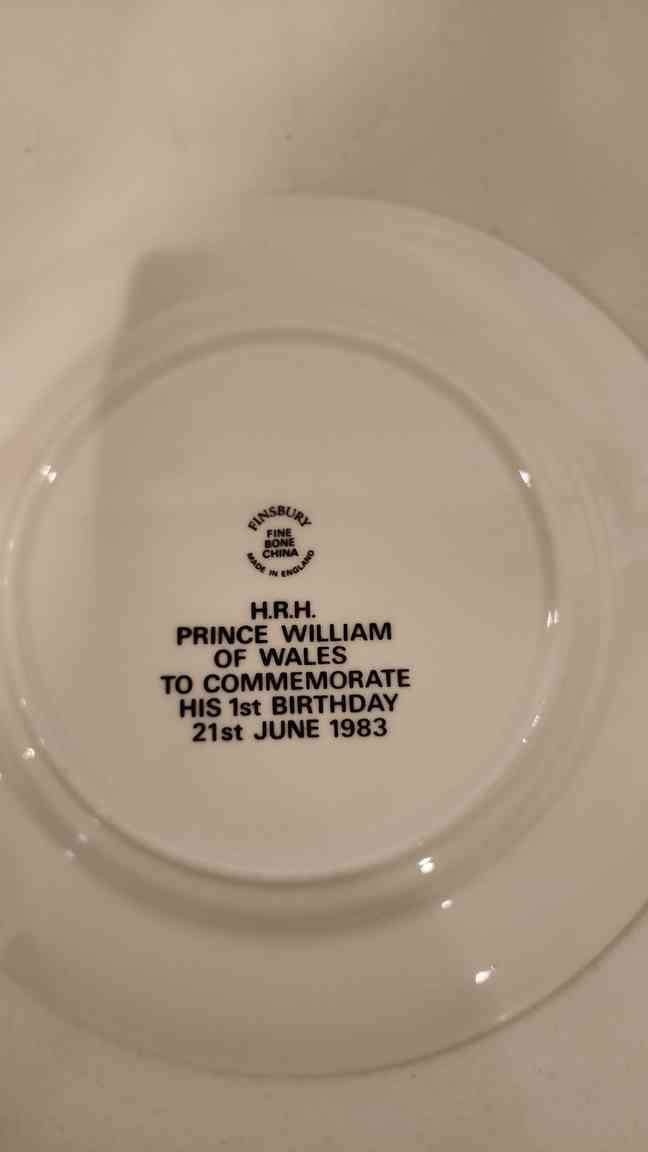 FINSBURY
FINE
BONE
CHINA
MADE IN ENGLAND
H.R.H.
PRINCE WILLIAM
OF WALES
TO COMMEMORATE
HIS 1st BIRTHDAY
21st JUNE 1983